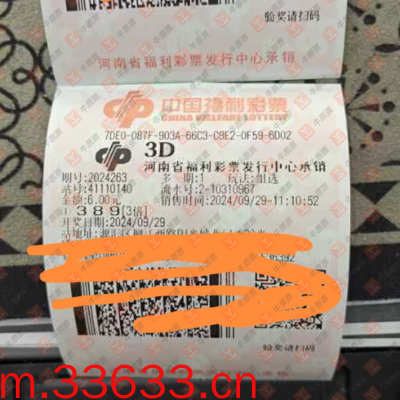 验奖请扫码
河南省福利彩票发行中心承销
中国福利彩票
CHINA WELFARE LOTTERY
7DE0-087F-903A-66C3-C9E2-0F59-6D02
3D
河南省福利彩票发行中心承销
期号:2024263 多期:1 玩法:组选
站号:41110140 流水号:2-10310967
金额:6.00元 销售时间:2024/09/29-11:10:52
389[3倍]
开奖日期:2024/09/29
验奖请扫码
m.33633.cn